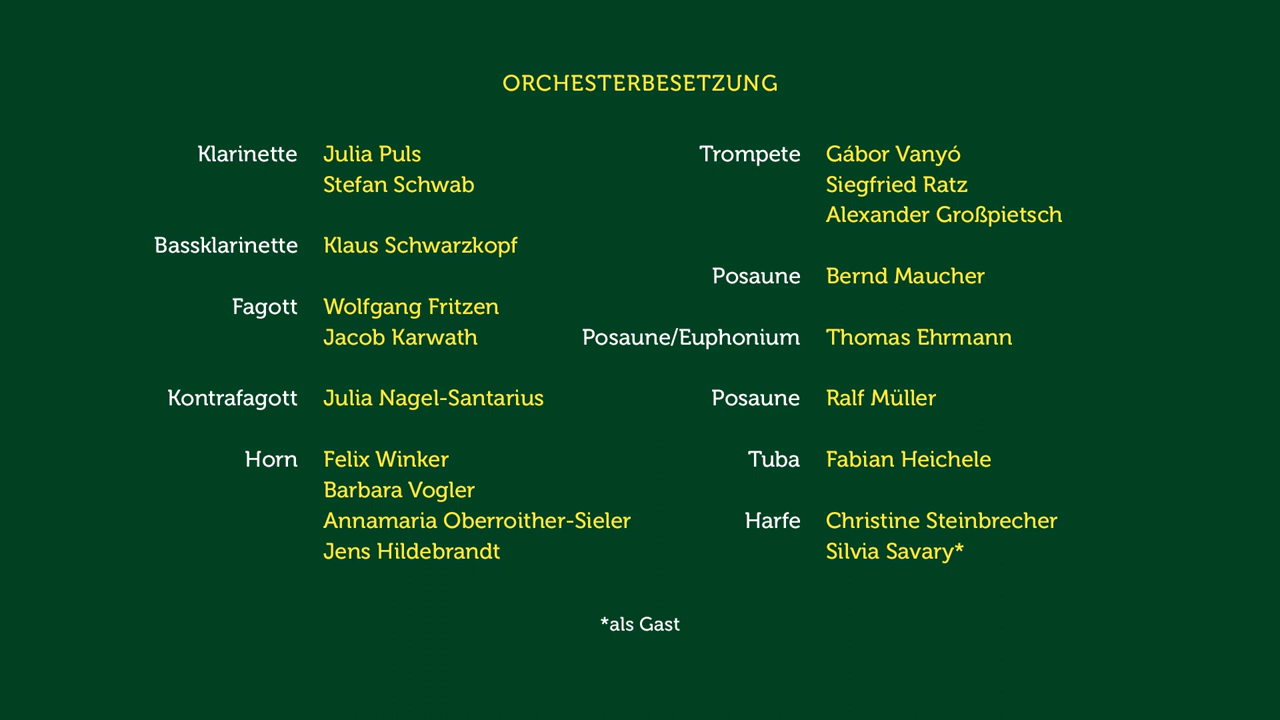 ORCHESTERBESETZUNG
Klarinette Julia Puls
Stefan Schwab
Bassklarinette Klaus Schwarzkopf
Fagott Wolfgang Fritzen
Jacob Karwath
Kontrafagott Julia Nagel-Santarius
Horn Felix Winker
Barbara Vogler
Annamaria Oberroither-Sieler
Jens Hildebrandt
Trompete Gábor Vanyó
Siegfried Ratz
Alexander Großpietsch
Posaune Bernd Maucher
Posaune/Euphonium Thomas Ehrmann
Posaune Ralf Müller
Tuba Fabian Heichele
Harfe Christine Steinbrecher
Silvia Savary*
*als Gast